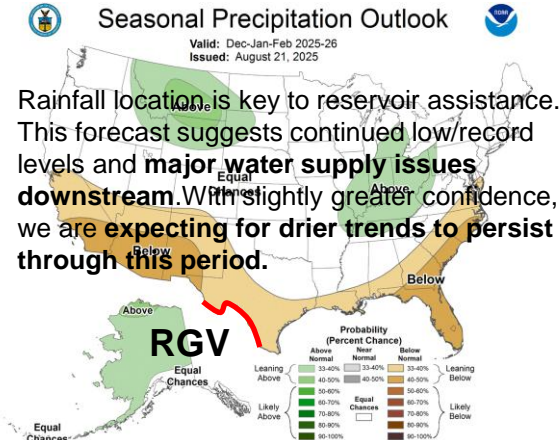 Seasonal Precipitation Outlook
Valid: Dec-Jan-Feb 2025-26
Issued: August 21, 2025
Rainfall location is key to reservoir assistance.
This forecast suggests continued low/record
levels and major water supply issues
downstream.With slightly greater confidence,
we are expecting for drier trends to persist
through this period.
Above
Equal
Chances
Above
Below
Below
Above
RGV
Equal
Chances
Equal
Chances
Probability
(Percent Chance)
Above Normal
Near Normal
Below Normal
Leaning Above
33-40% 33-40% 33-40%
40-50% 40-50% 40-50%
Leaning Below
Likely Above
50-60% 50-60%
60-70% Equal Chances 60-70%
70-80% 70-80%
80-90% 80-90%
90-100% 90-100%
Likely Below